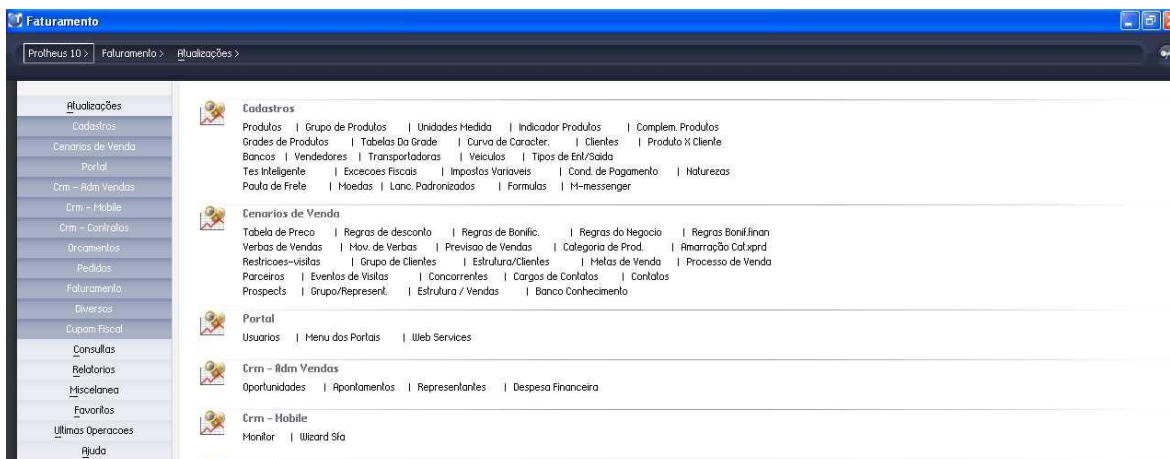 Faturamento
Protheus 10 > Faturamento > Atualizações >
Atualizações
Cadastros
Cenarios de Venda
Portal
Crm - Adm Vendas
Crm - Mobile
Crm - Contratos
Orcamentos
Pedidos
Faturamento
Diversos
Cupom Fiscal
Consultas
Relatorios
Miscelanea
Favoritos
Ultimas Operacoes
Ajuda
Cadastros
Produtos | Grupo de Produtos | Unidades Medida | Indicador Produtos | Complem. Produtos
Grades de Produtos | Tabelas Da Grade | Curva de Caracter. | Clientes | Produto X Cliente
Bancos | Vendedores | Transportadoras | Veiculos | Tipos de Ent/Saida
Tes Inteligente | Excecoes Fiscais | Impostos Variaveis | Cond. de Pagamento | Naturezas
Pauta de Frete | Moedas | Lanc. Padronizados | Formulas | M-messenger
Cenarios de Venda
Tabela de Preco | Regras de desconto | Regras de Bonific. | Regras do Negocio | Regras Bonif.finan
Verbas de Vendas | Mov. de Verbas | Previsao de Vendas | Categoria de Prod. | Amarração Cat.xprd
Restricoes-visitas | Grupo de Clientes | Estrutura/Clientes | Metas de Venda | Processo de Venda
Parceiros | Eventos de Visitas | Concorrentes | Cargos de Contatos | Contatos
Prospects | Grupo/Represent. | Estrutura / Vendas | Banco Conhecimento
Portal
Usuarios | Menu dos Portais | Web Services
Crm - Adm Vendas
Oportunidades | Apontamentos | Representantes | Despesa Financeira
Crm - Mobile
Monitor | Wizard Sfa